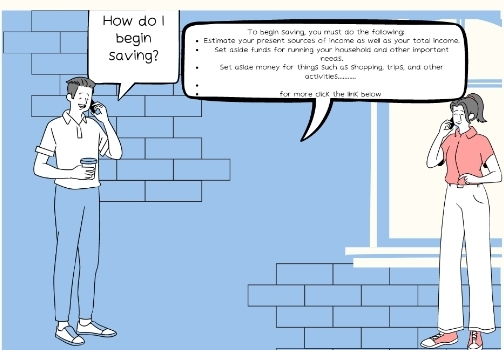 How do I
begin
saving?
To begin saving, you must do the following:
• Estimate your present sources of income as well as your total income.
• Set aside funds for running your household and other important
needs.
• Set aside money for things such as shopping, trips, and other
activities..........
•
•
for more click the link below